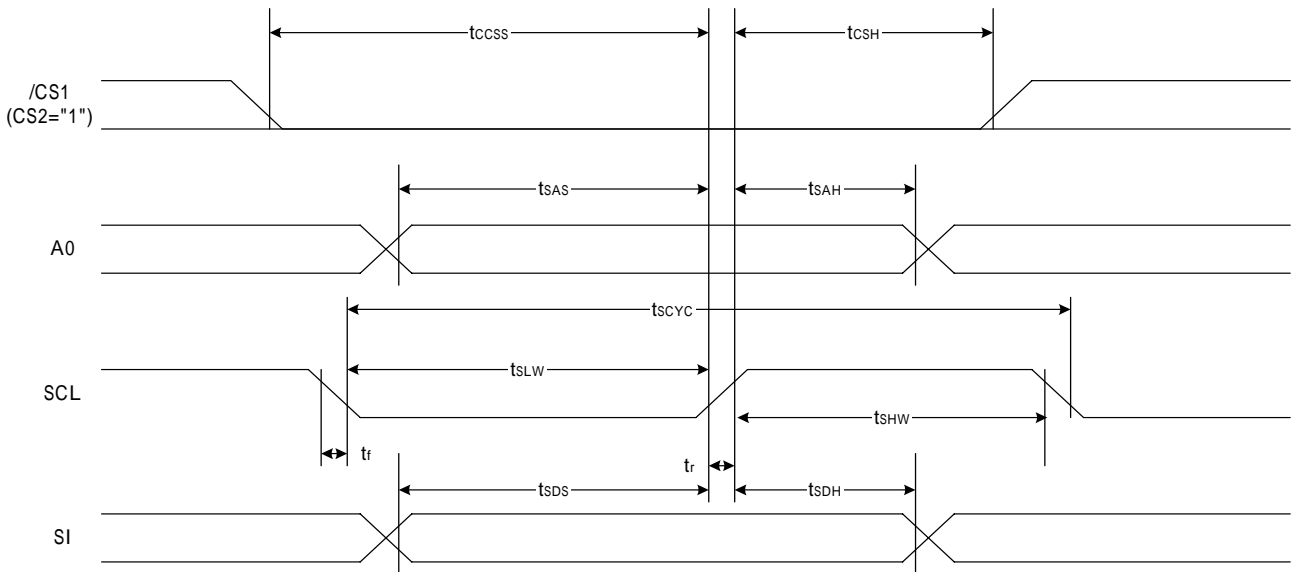 tCCSS
tCSH
/CS1
(CS2="1")
tSAS
tSAH
A0
tSCYC
tSLW
SCL
tSHW
tf
tr
tSDS
tSDH
SI